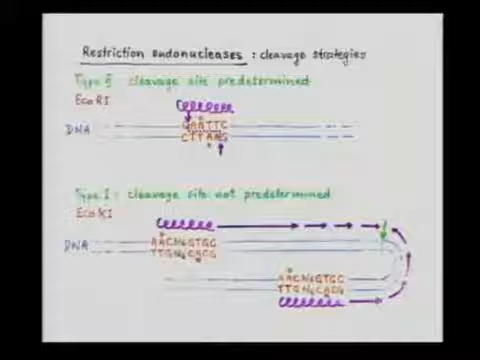 Restriction endonucleases : cleavage strategies
Type II : cleavage site predetermined
EcoRI
GAATTC
DNA
CTTAAG
Type I : cleavage site not predetermined
EcoKI
DNA
AACN6GTGC
TTGN6CACG
AACN6GTGC
TTGN6CACG